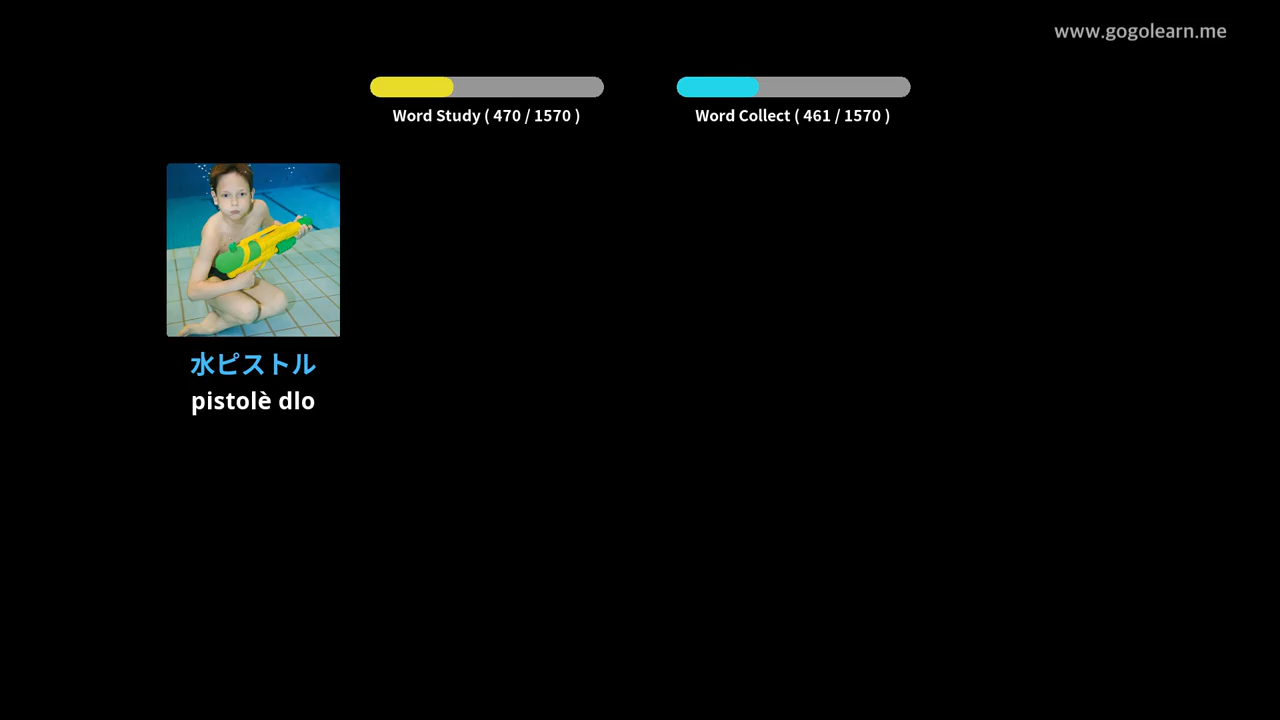 www.gogolearn.me
Word Study ( 470 / 1570 )
Word Collect ( 461 / 1570 )
水ピストル
pistolè dlo